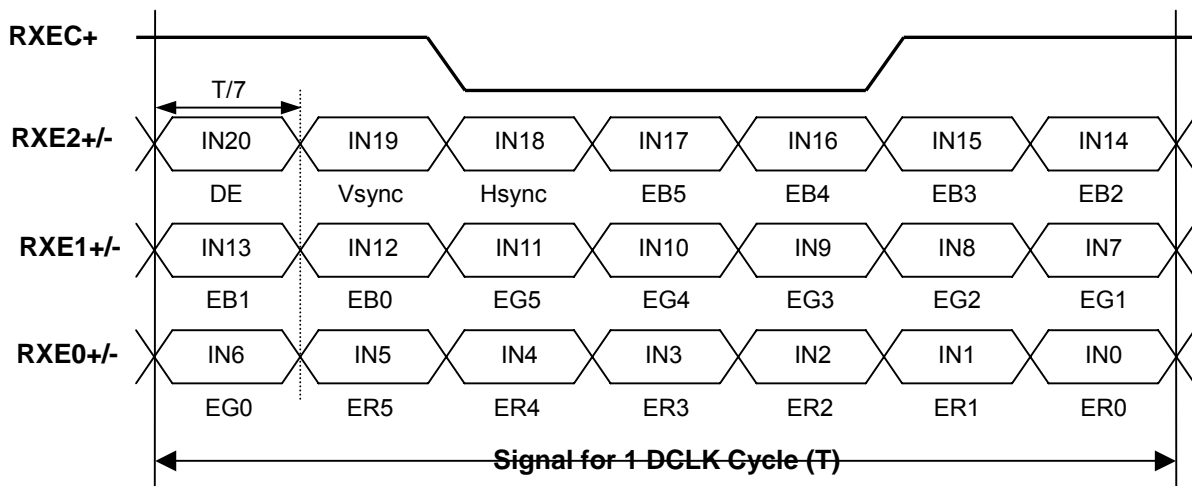 RXEC+
T/7
RXE2+/- IN20 IN19 IN18 IN17 IN16 IN15 IN14
DE Vsync Hsync EB5 EB4 EB3 EB2
RXE1+/- IN13 IN12 IN11 IN10 IN9 IN8 IN7
EB1 EB0 EG5 EG4 EG3 EG2 EG1
RXE0+/- IN6 IN5 IN4 IN3 IN2 IN1 IN0
EG0 ER5 ER4 ER3 ER2 ER1 ER0
Signal for 1 DCLK Cycle (T)